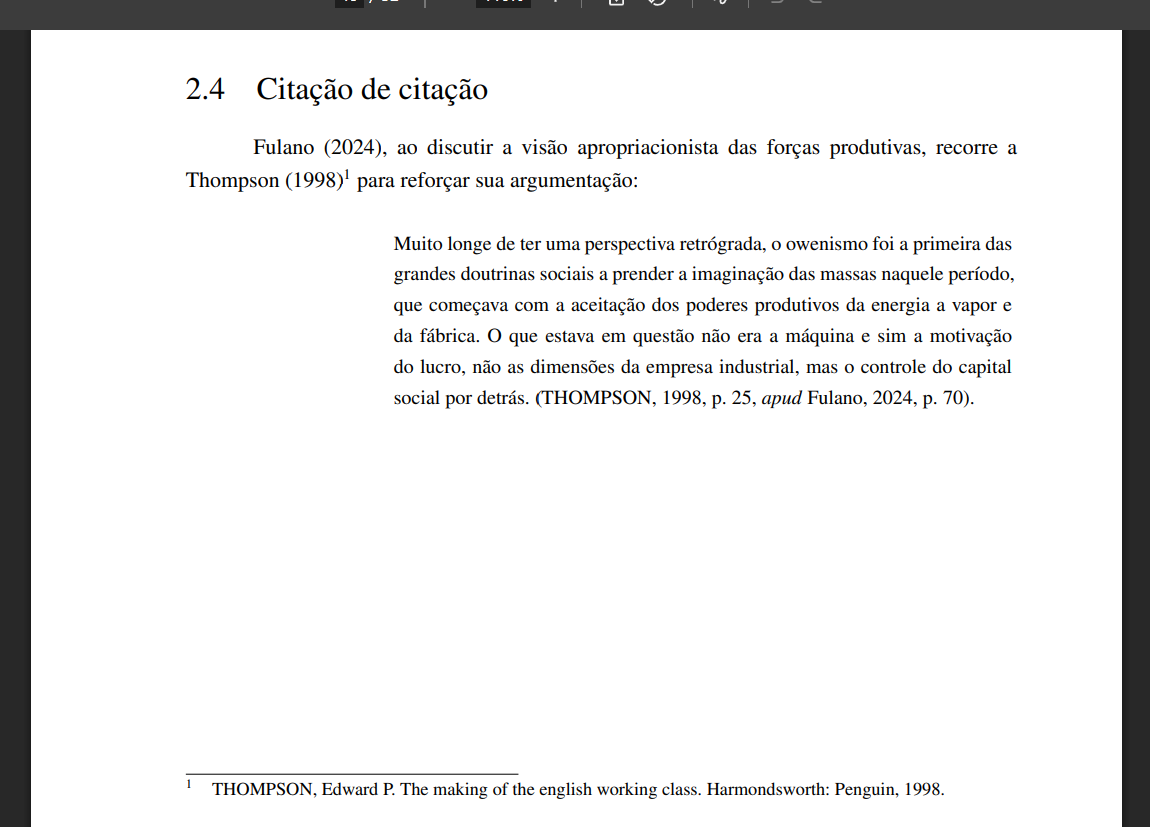 2.4 Citação de citação
Fulano (2024), ao discutir a visão apropriacionista das forças produtivas, recorre a
Thompson (1998)1 para reforçar sua argumentação:
Muito longe de ter uma perspectiva retrógrada, o owenismo foi a primeira das
grandes doutrinas sociais a prender a imaginação das massas naquele período,
que começava com a aceitação dos poderes produtivos da energia a vapor e
da fábrica. O que estava em questão não era a máquina e sim a motivação
do lucro, não as dimensões da empresa industrial, mas o controle do capital
social por detrás. (THOMPSON, 1998, p. 25, apud Fulano, 2024, p. 70).
1 THOMPSON, Edward P. The making of the english working class. Harmondsworth: Penguin, 1998.